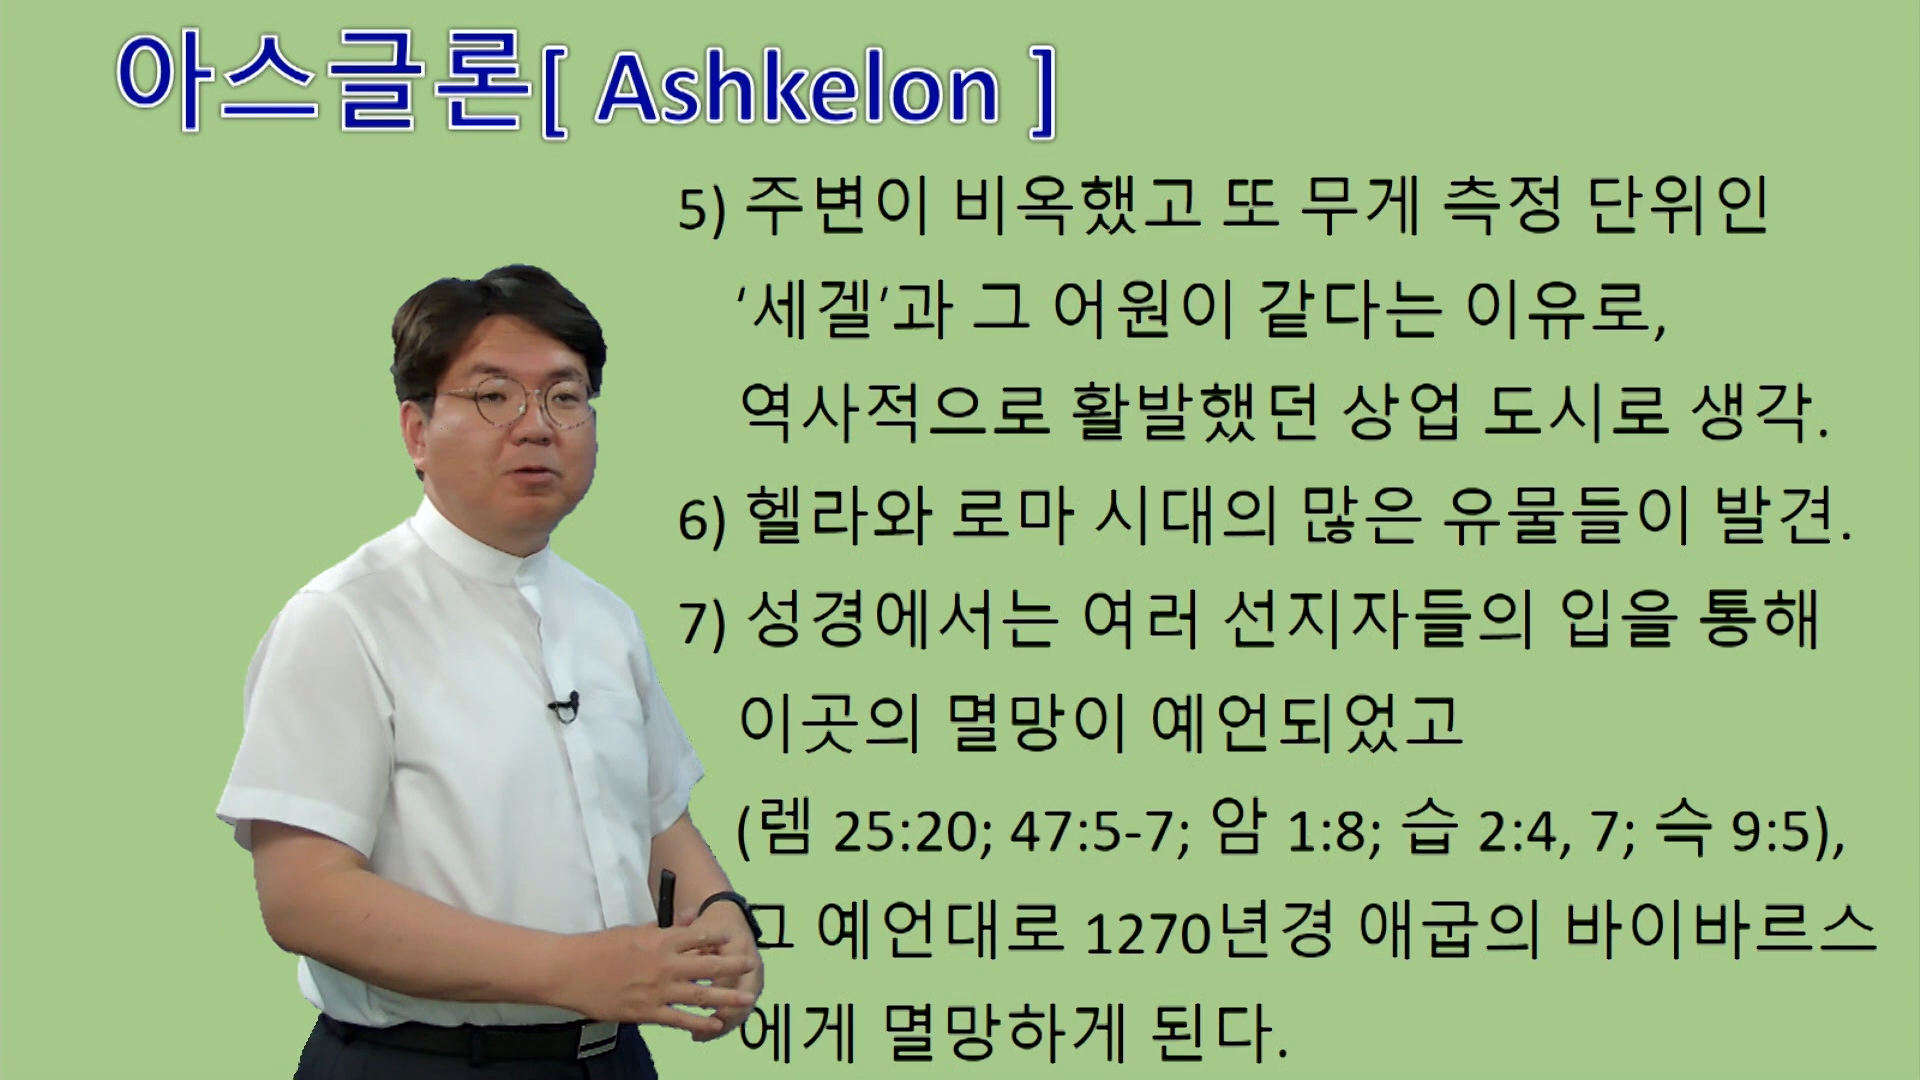 아스글론[ Ashkelon ]
5) 주변이 비옥했고 또 무게 측정 단위인
‘세겔’과 그 어원이 같다는 이유로,
역사적으로 활발했던 상업 도시로 생각.
6) 헬라와 로마 시대의 많은 유물들이 발견.
7) 성경에서는 여러 선지자들의 입을 통해
이곳의 멸망이 예언되었고
(렘 25:20; 47:5-7; 암 1:8; 습 2:4, 7; 슥 9:5),
그 예언대로 1270년경 애굽의 바이바르스
에게 멸망하게 된다.